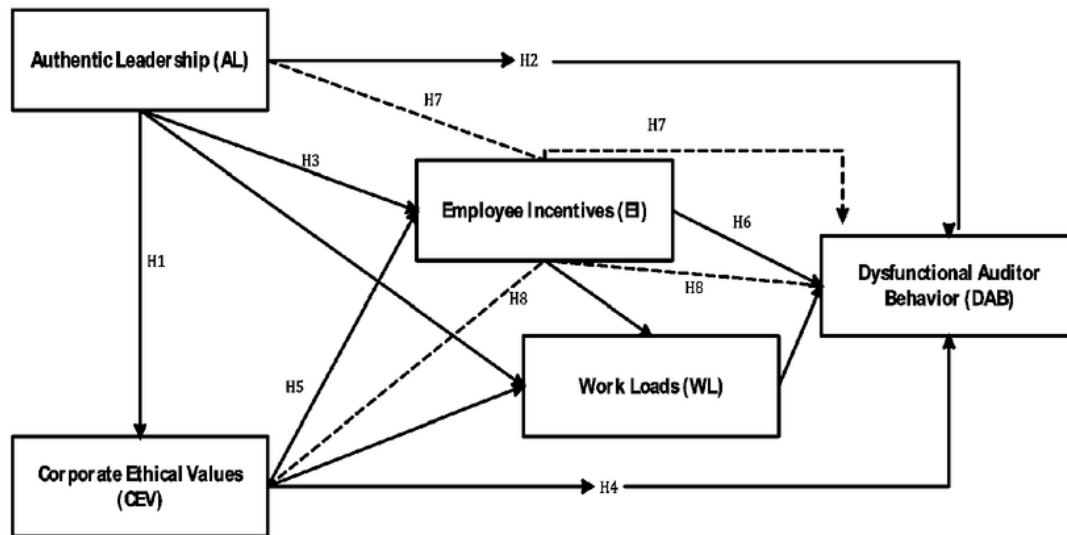 Authentic Leadership (AL)
H2
H7
H7
H3
Employee Incentives (EI)
H6
H1
Dysfunctional Auditor
Behavior (DAB)
H8
H8
H5
Work Loads (WL)
Corporate Ethical Values
(CEV)
H4